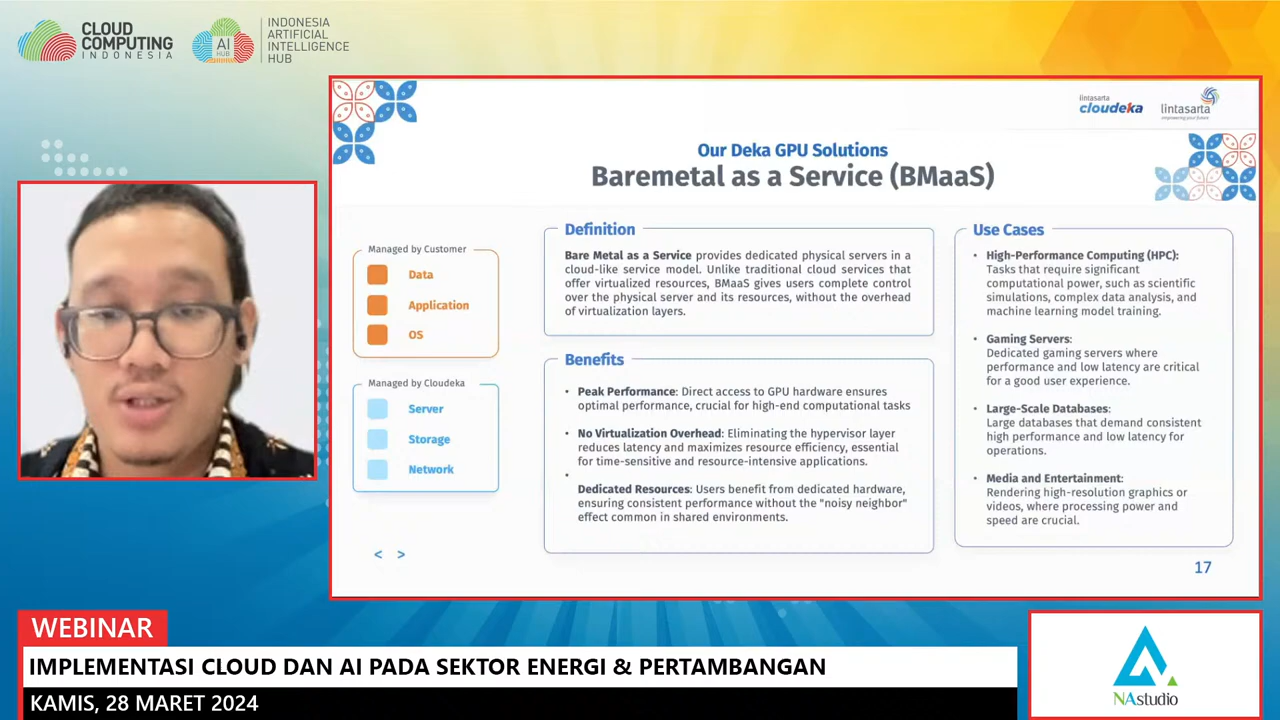 CLOUD
COMPUTING
INDONESIA
AI
HUB
INDONESIA
ARTIFICIAL
INTELLIGENCE
HUB
lintasarta
cloudeka
lintasarta
empowering your future
Our Deka GPU Solutions
Baremetal as a Service (BMaaS)
Managed by Customer
Data
Application
OS
Managed by Cloudeka
Server
Storage
Network
< >
Definition
Bare Metal as a Service provides dedicated physical servers in a
cloud-like service model. Unlike traditional cloud services that
offer virtualized resources, BMaaS gives users complete control
over the physical server and its resources, without the overhead
of virtualization layers.
Benefits
• Peak Performance: Direct access to GPU hardware ensures
optimal performance, crucial for high-end computational tasks
• No Virtualization Overhead: Eliminating the hypervisor layer
reduces latency and maximizes resource efficiency, essential
for time-sensitive and resource-intensive applications.
•
Dedicated Resources: Users benefit from dedicated hardware,
ensuring consistent performance without the "noisy neighbor"
effect common in shared environments.
Use Cases
• High-Performance Computing (HPC):
Tasks that require significant
computational power, such as scientific
simulations, complex data analysis, and
machine learning model training.
• Gaming Servers:
Dedicated gaming servers where
performance and low latency are critical
for a good user experience.
• Large-Scale Databases:
Large databases that demand consistent
high performance and low latency for
operations.
• Media and Entertainment:
Rendering high-resolution graphics or
videos, where processing power and
speed are crucial.
17
WEBINAR
IMPLEMENTASI CLOUD DAN AI PADA SEKTOR ENERGI & PERTAMBANGAN
KAMIS, 28 MARET 2024
NAstudio